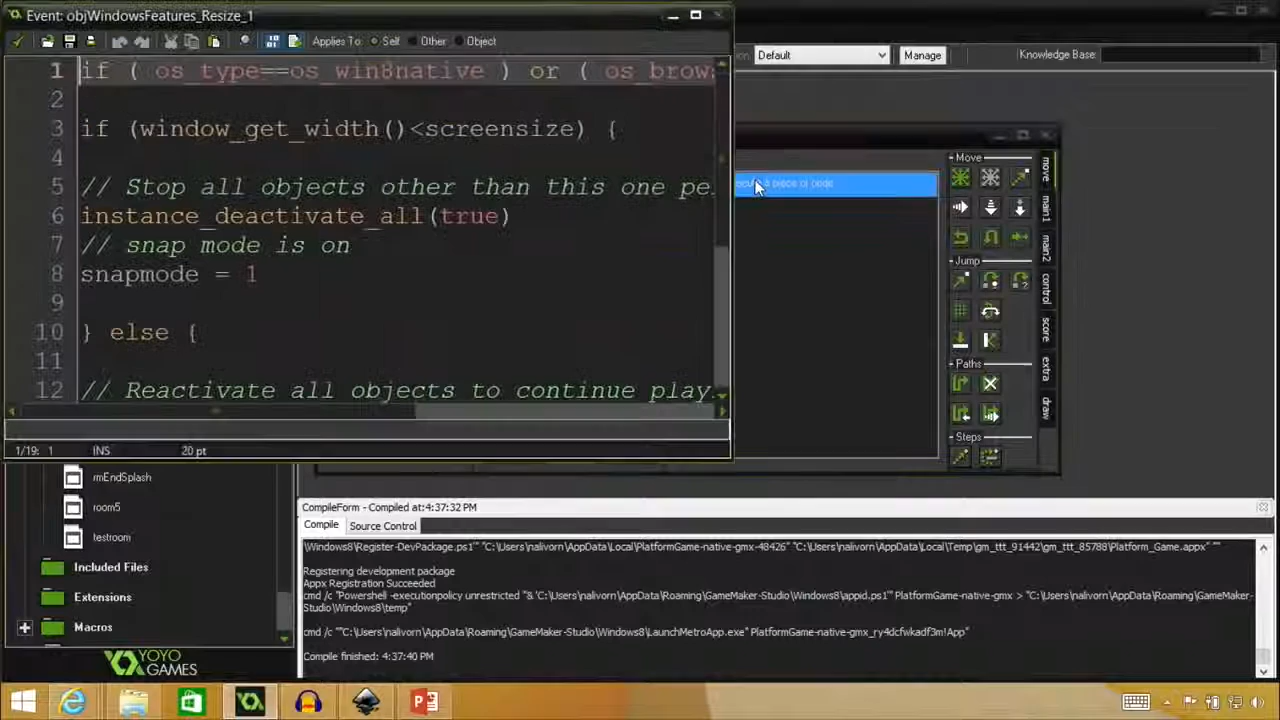 Event: objWindowsFeatures_Resize_1
Applies To: Self Other Object
Default
Manage
Knowledge Base:
1 if ( os_type==os_win8native ) or ( os_brows
2
3 if (window_get_width()<screensize) {
4
5 // Stop all objects other than this one pe
6 instance_deactivate_all(true)
7 // snap mode is on
8 snapmode = 1
9
10 } else {
11
12 // Reactivate all objects to continue play
1/19: 1 INS 20 pt
a piece of code
Move
Jump
Paths
Steps
move
main1
main2
control
score
extra
draw
rmEndSplash
room5
testroom
Included Files
Extensions
Macros
YOYO
GAMES
CompileForm - Compiled at:4:37:32 PM
Compile Source Control
\Windows8\Register-DevPackage.ps1'" "C:\Users\nalivorn\AppData\Local\PlatformGame-native-gmx-48426" "C:\Users\nalivorn\AppData\Local\Temp\gm_ttt_91442\gm_ttt_85788\Platform_Game.appx" ""
Registering development package
Appx Registration Succeeded
cmd /c "Powershell -executionpolicy unrestricted "& 'C:\Users\nalivorn\AppData\Roaming\GameMaker-Studio\Windows8\appid.ps1'" PlatformGame-native-gmx > "C:\Users\nalivorn\AppData\Roaming\GameMaker-
Studio\Windows8\temp"
cmd /c ""C:\Users\nalivorn\AppData\Roaming\GameMaker-Studio\Windows8\LaunchMetroApp.exe" PlatformGame-native-gmx_ry4dcfwkadf3m!App"
Compile finished: 4:37:40 PM